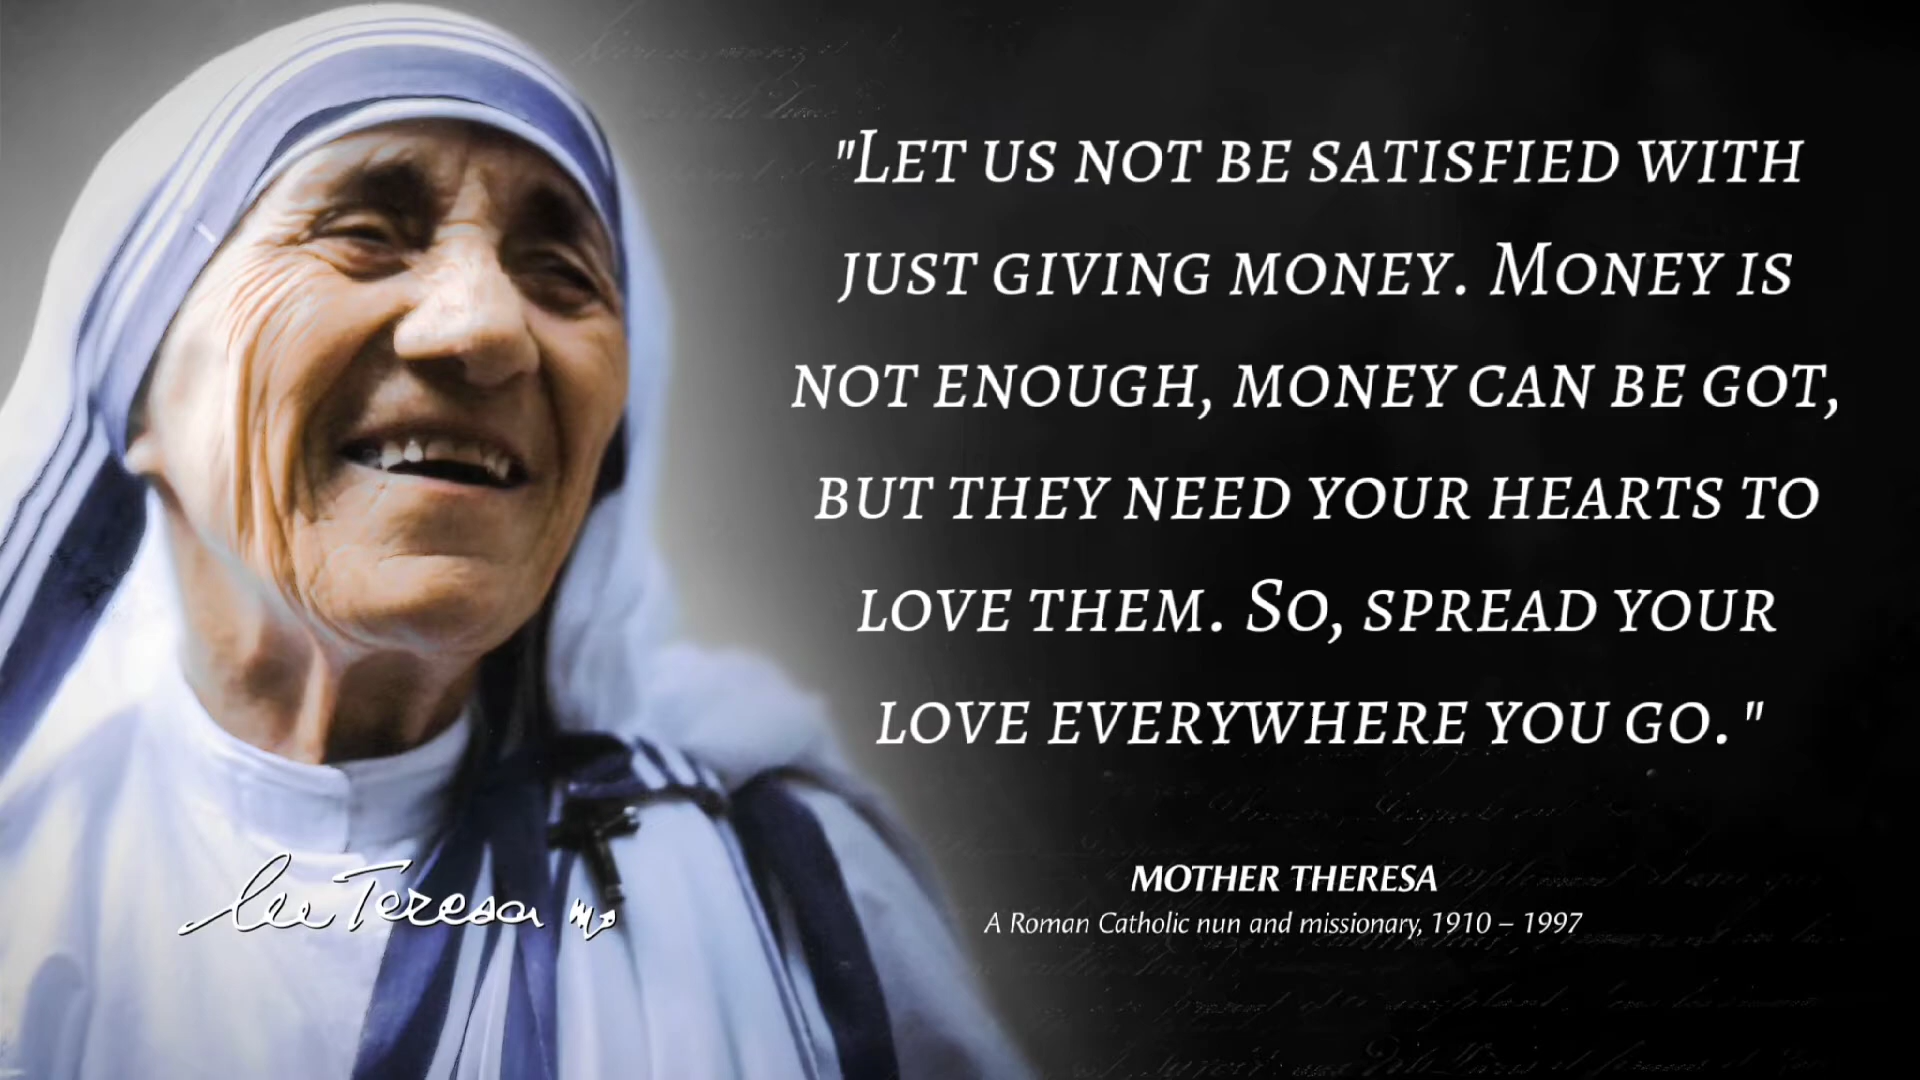 "Let us not be satisfied with
just giving money. Money is
not enough, money can be got,
but they need your hearts to
love them. So, spread your
love everywhere you go."
MOTHER THERESA
A Roman Catholic nun and missionary, 1910 – 1997
lee Teresa mc